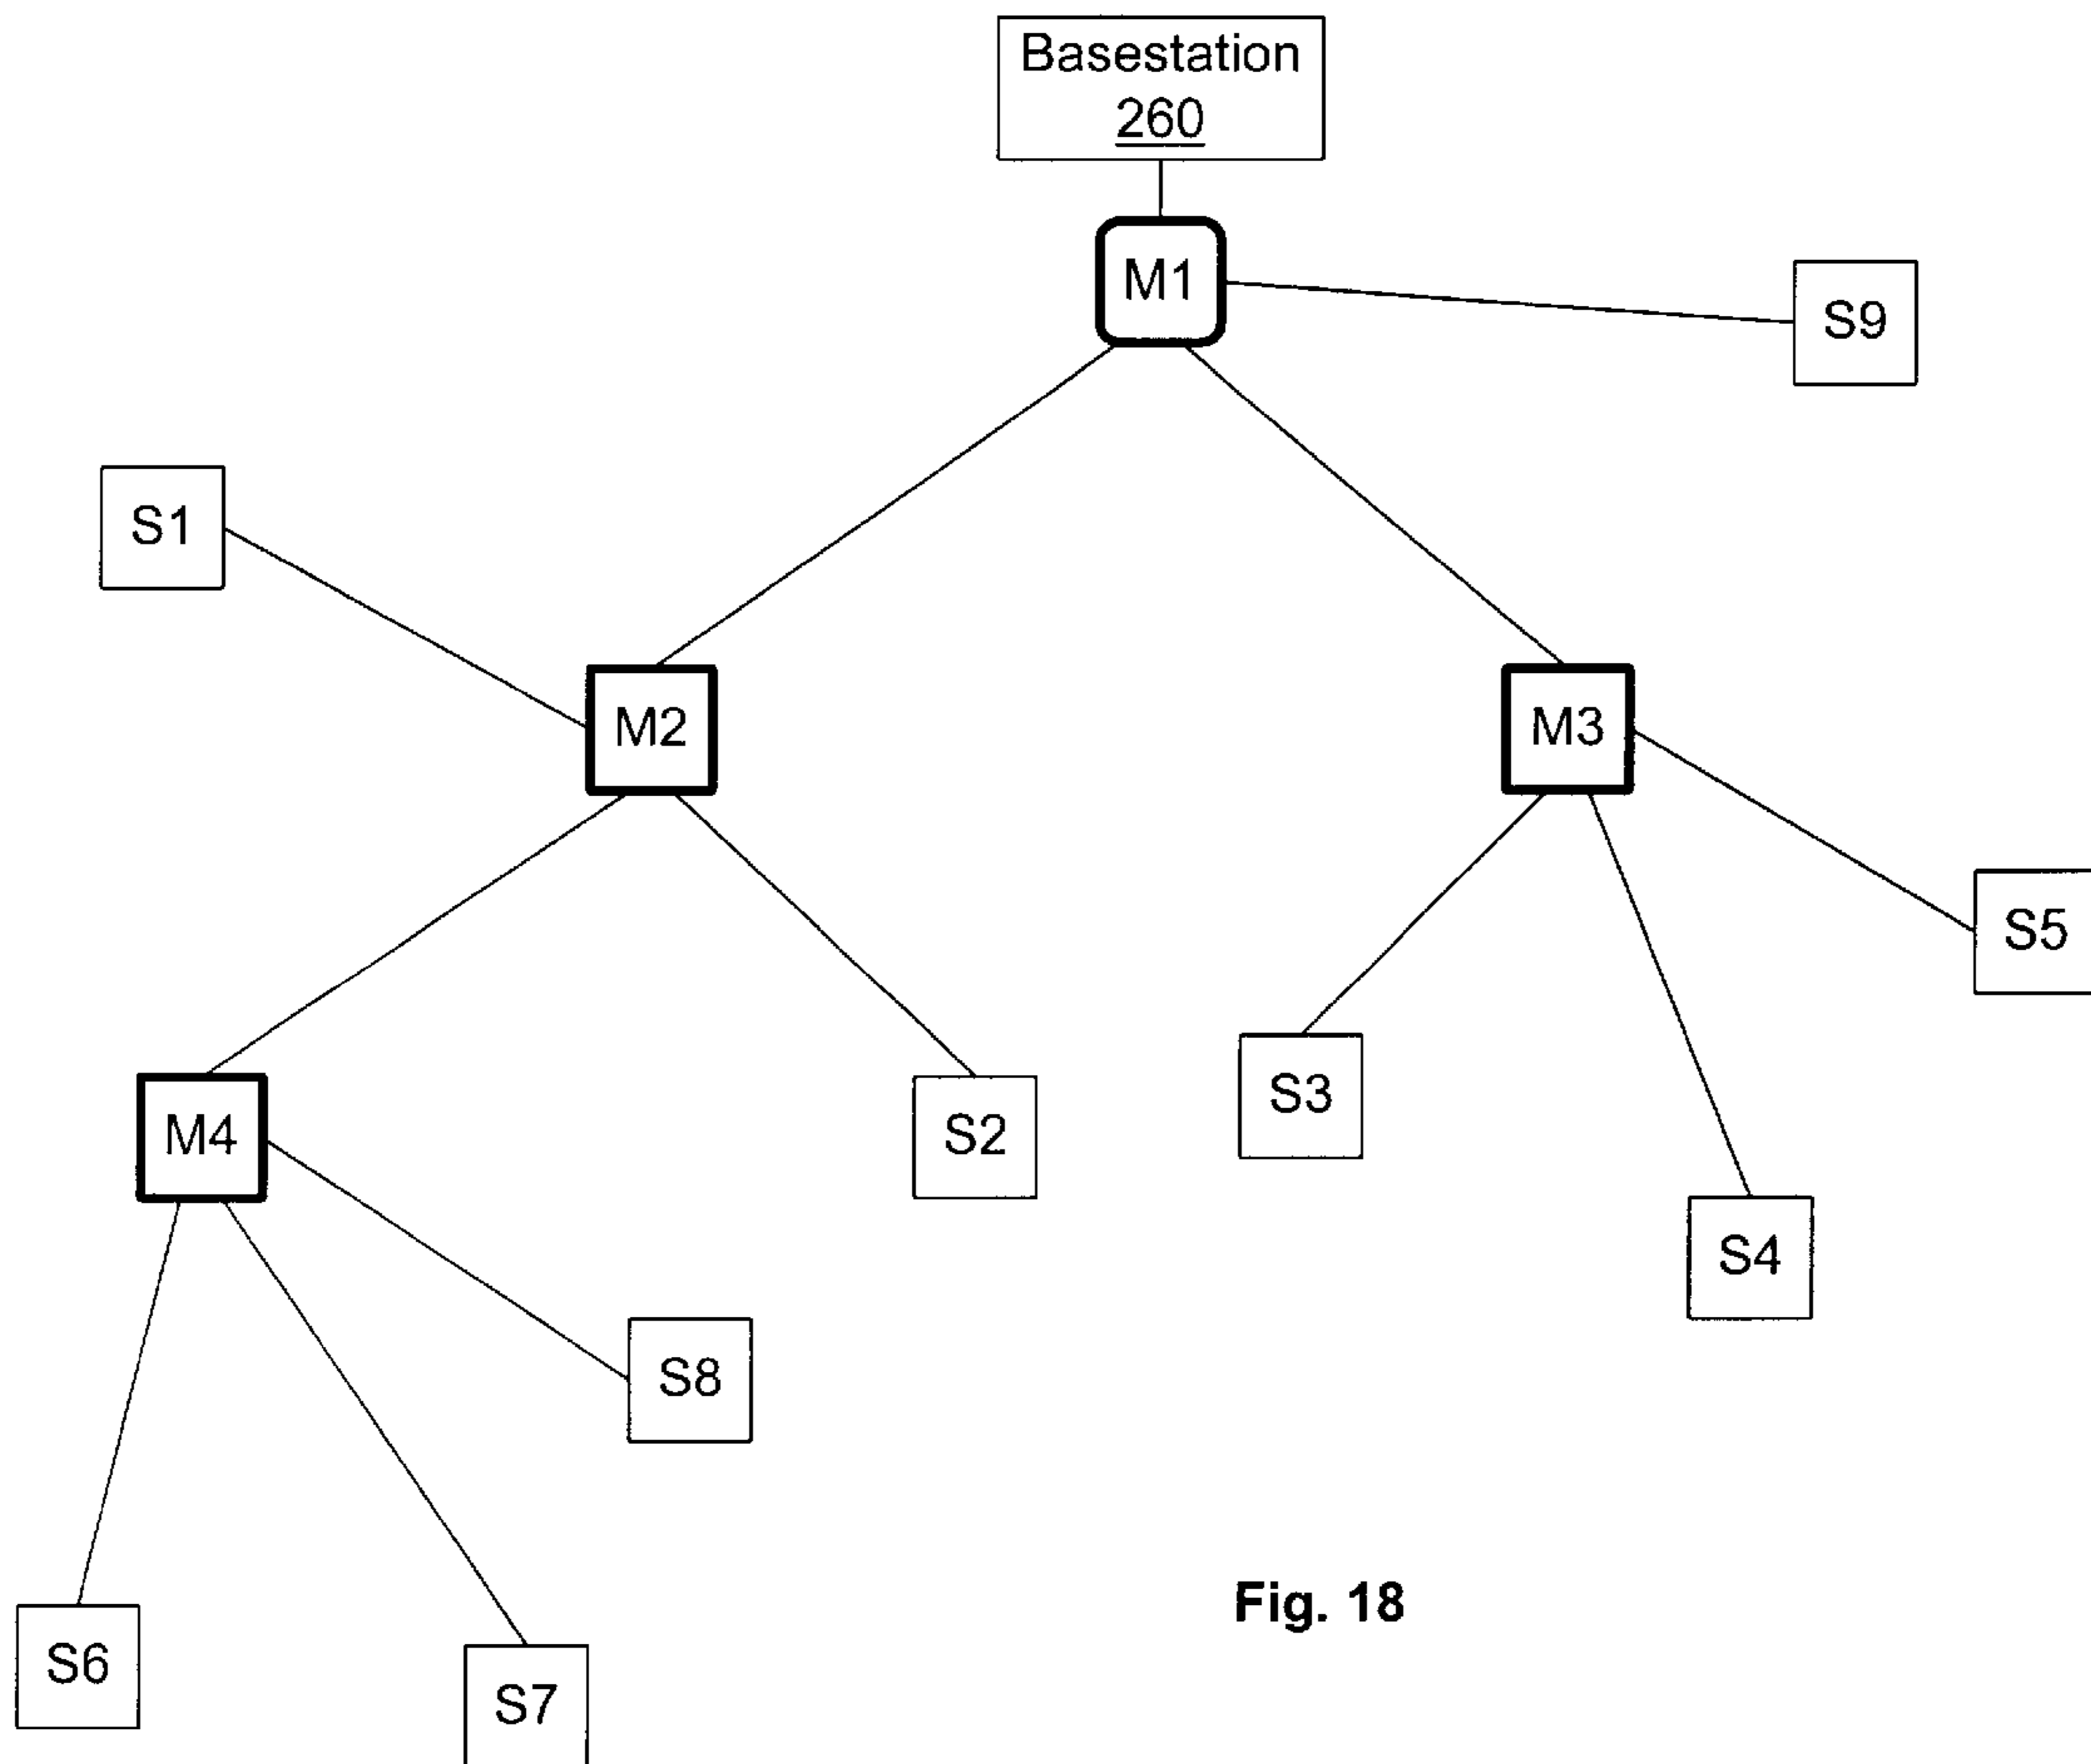 Basestation
260
M1
S9
S1
M2
M3
S5
S3
M4
S2
S4
S8
Fig. 18
S6
S7